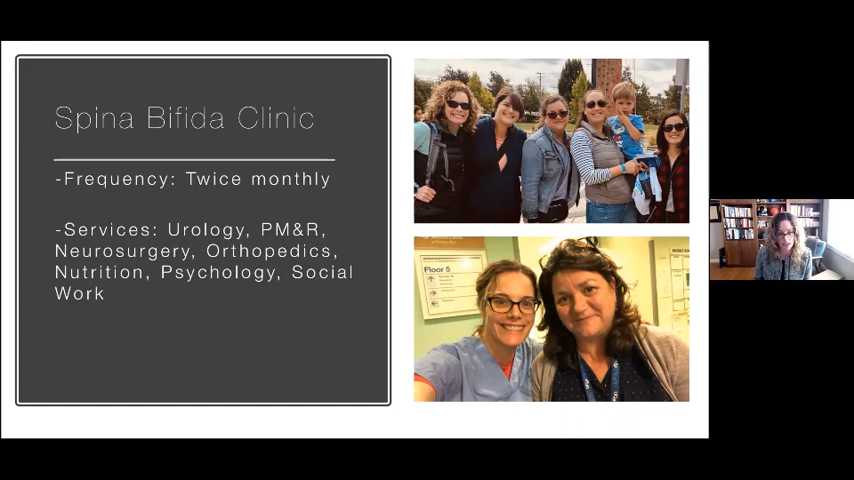 Spina Bifida Clinic
-Frequency: Twice monthly
-Services: Urology, PM&R,
Neurosurgery, Orthopedics,
Nutrition, Psychology, Social
Work
Floor 5